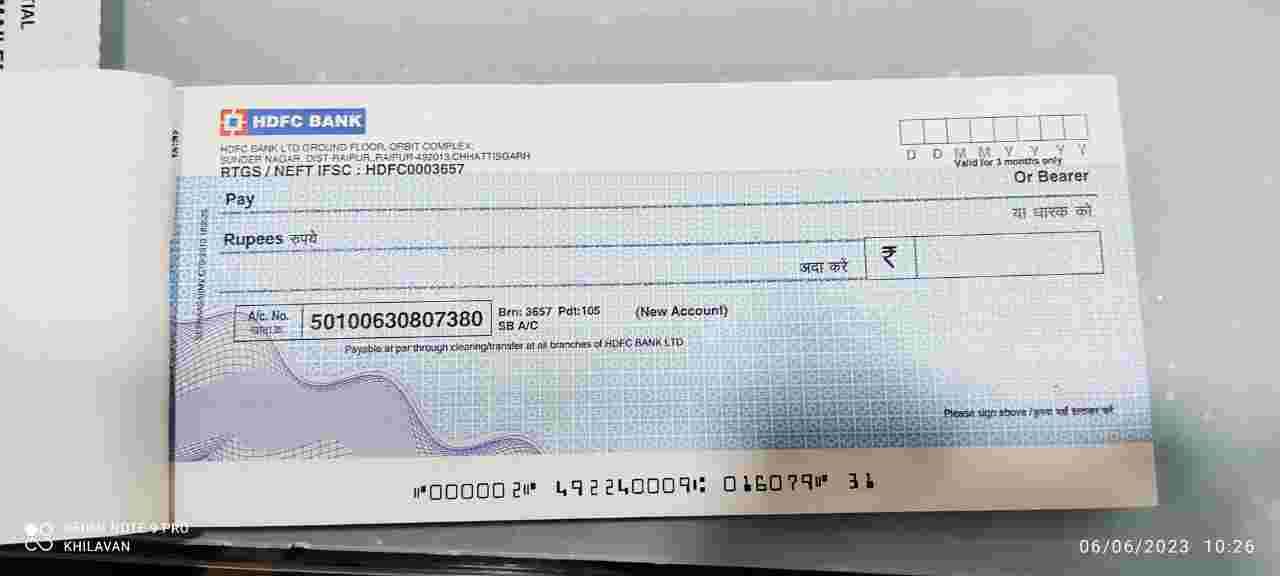 TIAL
HDFC BANK
HDFC BANK LTD GROUND FLOOR, ORBIT COMPLEX,
SUNDER NAGAR, DIST-RAIPUR, RAIPUR-492013,CHHATTISGARH
RTGS / NEFT IFSC : HDFC0003657
D D M M Y Y Y Y
Valid for 3 months only
Pay
Or Bearer
या धारक को
Rupees रुपये
अदा करें
₹
A/c. No.
50100630807380
Brn: 3657 Pdt:105
(New Account)
SB A/C
Payable at par through clearing/transfer at all branches of HDFC BANK LTD
Please sign above /
⑈000002⑈ 492240009⑆ 016079⑈ 31
REDMI NOTE 9 PRO
KHILAVAN
06/06/2023 10:26